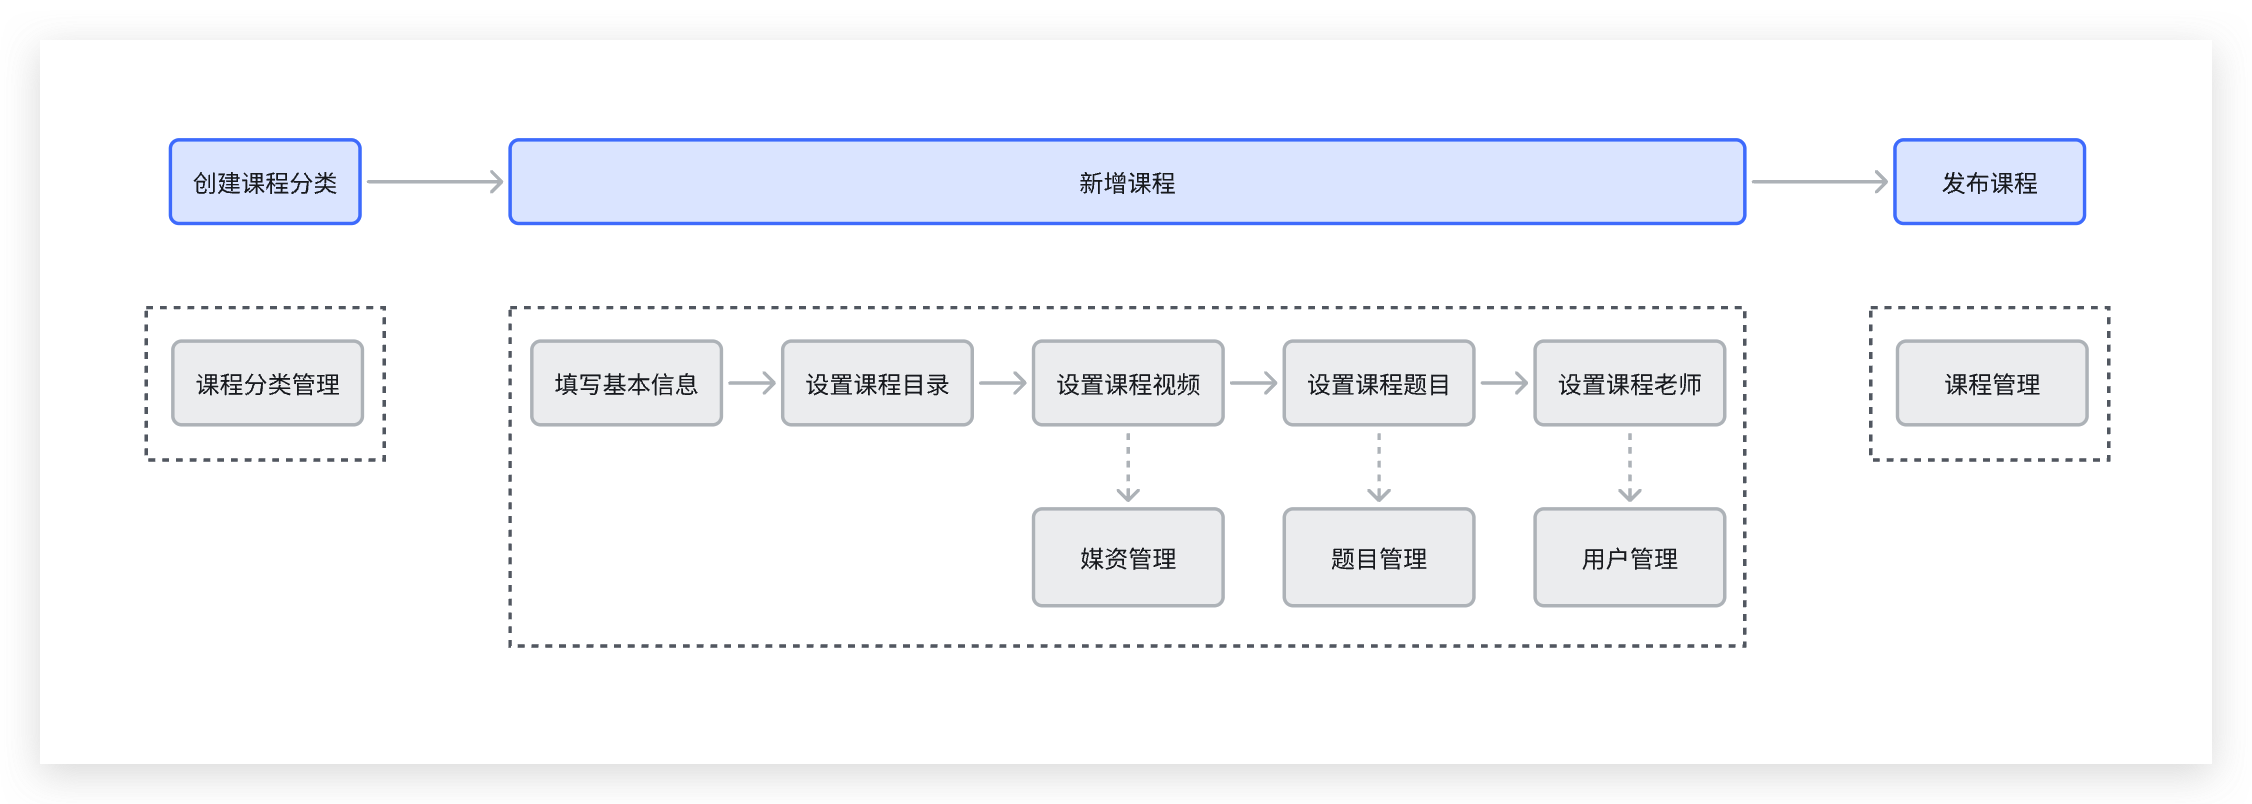 创建课程分类
新增课程
发布课程
课程分类管理
填写基本信息
设置课程目录
设置课程视频
设置课程题目
设置课程老师
课程管理
媒资管理
题目管理
用户管理